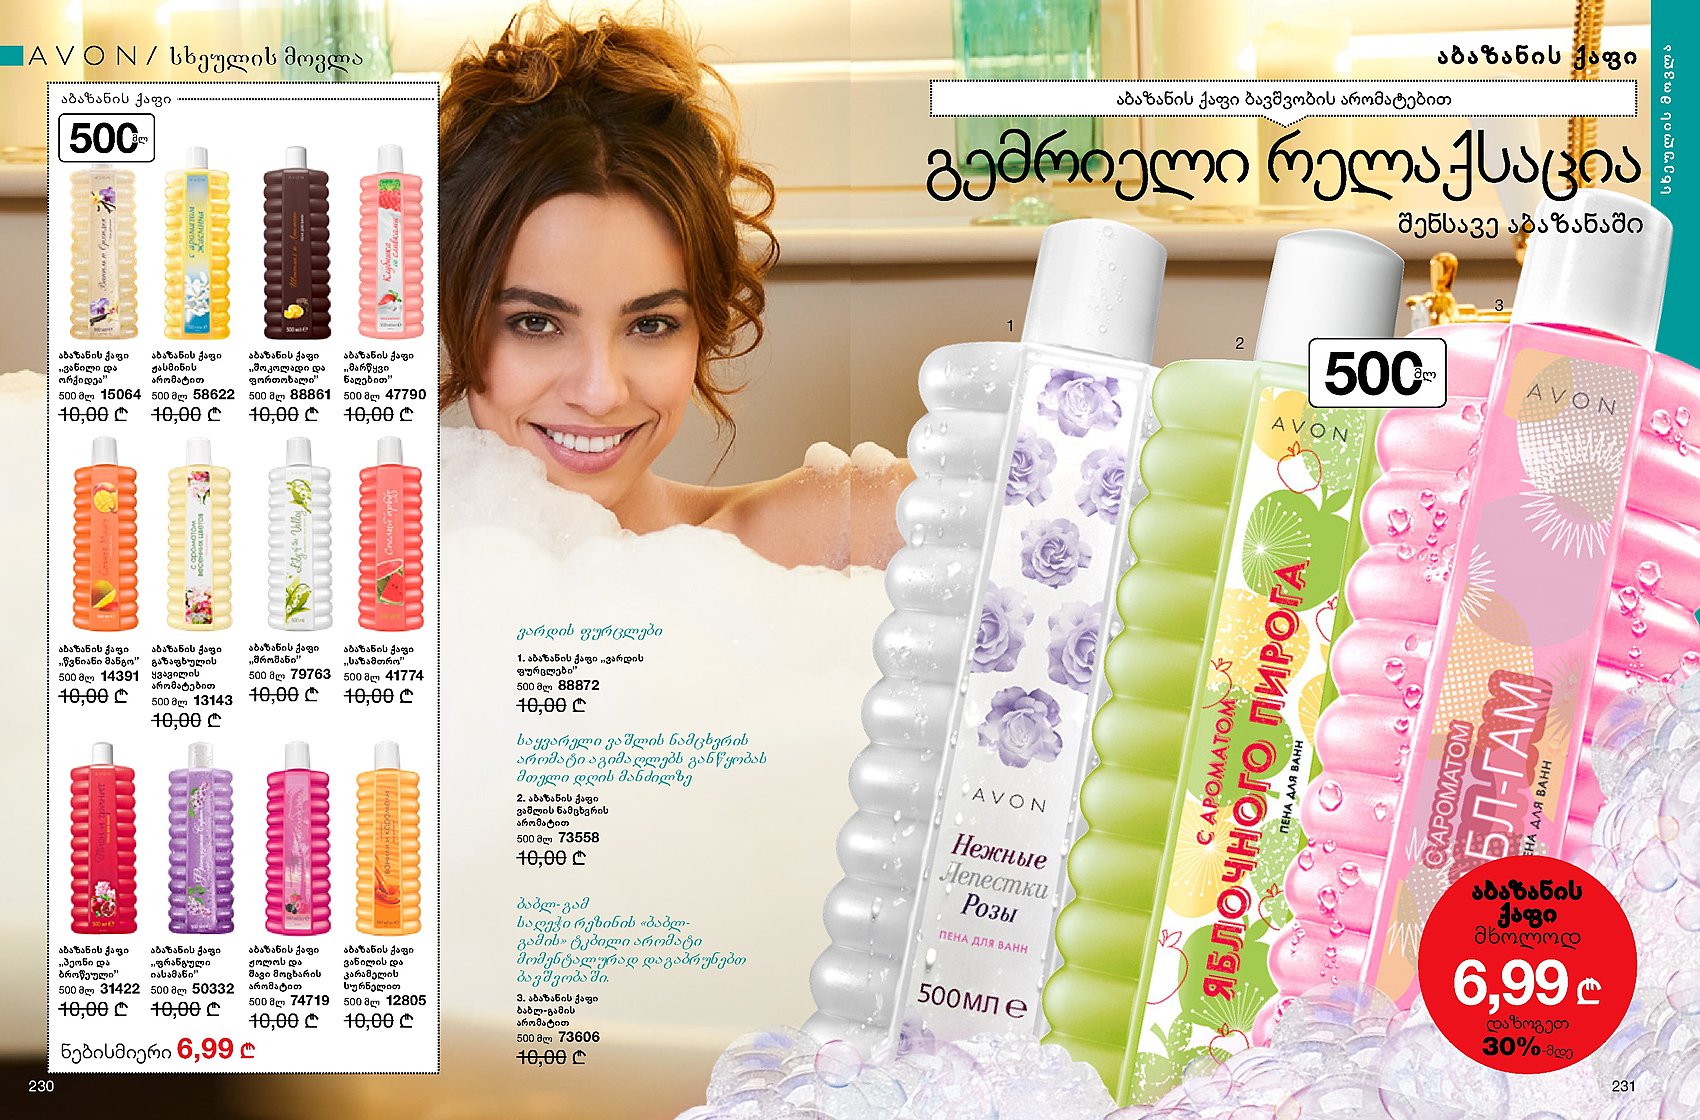 AVON / სხეულის მოვლა
აბაზანის ქაფი
500 მლ
აბაზანის ქაფი
„ვანილი და
ორქიდეა”
500 მლ 15064
10,00 ₾
აბაზანის ქაფი
ჟასმინის
არომატით
500 მლ 58622
10,00 ₾
აბაზანის ქაფი
„შოკოლადი და
ფორთოხალი”
500 მლ 88861
10,00 ₾
აბაზანის ქაფი
„მარწყვი
ნაღებით”
500 მლ 47790
10,00 ₾
აბაზანის ქაფი
„წვნიანი მანგო”
500 მლ 14391
10,00 ₾
აბაზანის ქაფი
გაზაფხულის
ყვავილის
არომატებით
500 მლ 13143
10,00 ₾
აბაზანის ქაფი
„შროშანი”
500 მლ 79763
10,00 ₾
აბაზანის ქაფი
„საზამთრო”
500 მლ 41774
10,00 ₾
აბაზანის ქაფი
„პეონი და
ბროწეული”
500 მლ 31422
10,00 ₾
აბაზანის ქაფი
„ფრანგული
იასამანი”
500 მლ 50332
10,00 ₾
აბაზანის ქაფი
ჟოლოს და
შავი მოცხარის
არომატით
500 მლ 74719
10,00 ₾
აბაზანის ქაფი
ვანილის და
კარამელის
სურნელით
500 მლ 12805
10,00 ₾
ნებისმიერი 6,99 ₾
230
ვარდის ფურცლები
1. აბაზანის ქაფი „ვარდის
ფურცლები”
500 მლ 88872
10,00 ₾
საყვარელი ვაშლის ნამცხვრის
არომატი აგიმაღლებს განწყობას
მთელი დღის მანძილზე
2. აბაზანის ქაფი
ვაშლის ნამცხვრის
არომატით
500 მლ 73558
10,00 ₾
ბაბლ-გამ
საღეჭი რეზინის «ბაბლ-
გამის» ტკბილი არომატი
მომენტალურად დაგაბრუნებთ
ბავშვობაში.
3. აბაზანის ქაფი
ბაბლ-გამის
არომატით
500 მლ 73606
10,00 ₾
აბაზანის ქაფი
აბაზანის ქაფი ბავშვობის არომატებით
გემრიელი რელაქსაცია
შენსავე აბაზანაში
სხეულის მოვლა
1
2
3
500 მლ
AVON
Нежные
Лепестки
Розы
ПЕНА ДЛЯ ВАНН
500МЛ e
AVON
С АРОМАТОМ
ЯБЛОЧНОГО ПИРОГА
ПЕНА ДЛЯ ВАНН
AVON
С АРОМАТОМ
БЛ-ГАМ
ЕНА ДЛЯ ВАНН
აბაზანის
ქაფი
მხოლოდ
6,99 ₾
დაზოგეთ
30%-მდე
231